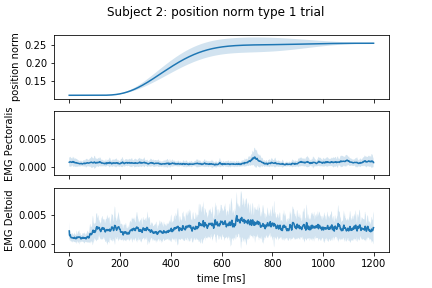 Subject 2: position norm type 1 trial
position norm
0.25
0.20
0.15
EMG Pectoralis
0.005
0.000
EMG Deltoid
0.005
0.000
0 200 400 600 800 1000 1200
time [ms]